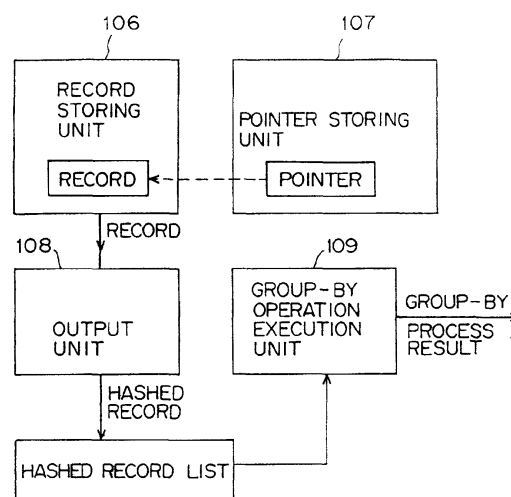 106
107
RECORD
STORING
UNIT
RECORD
POINTER STORING
UNIT
POINTER
RECORD
108
OUTPUT
UNIT
109
GROUP-BY
OPERATION
EXECUTION
UNIT
GROUP-BY
PROCESS
RESULT
HASHED
RECORD
HASHED RECORD LIST